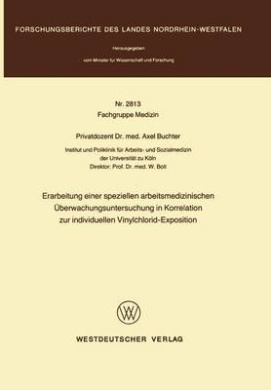 FORSCHUNGSBERICHTE DES LANDES NORDRHEIN-WESTFALEN
Herausgegeben
vom Minister für Wissenschaft und Forschung
Nr. 2813
Fachgruppe Medizin
Privatdozent Dr. med. Axel Buchter
Institut und Poliklinik für Arbeits- und Sozialmedizin
der Universität zu Köln
Direktor: Prof. Dr. med. W. Bolt
Erarbeitung einer speziellen arbeitsmedizinischen
Überwachungsuntersuchung in Korrelation
zur individuellen Vinylchlorid-Exposition
WESTDEUTSCHER VERLAG